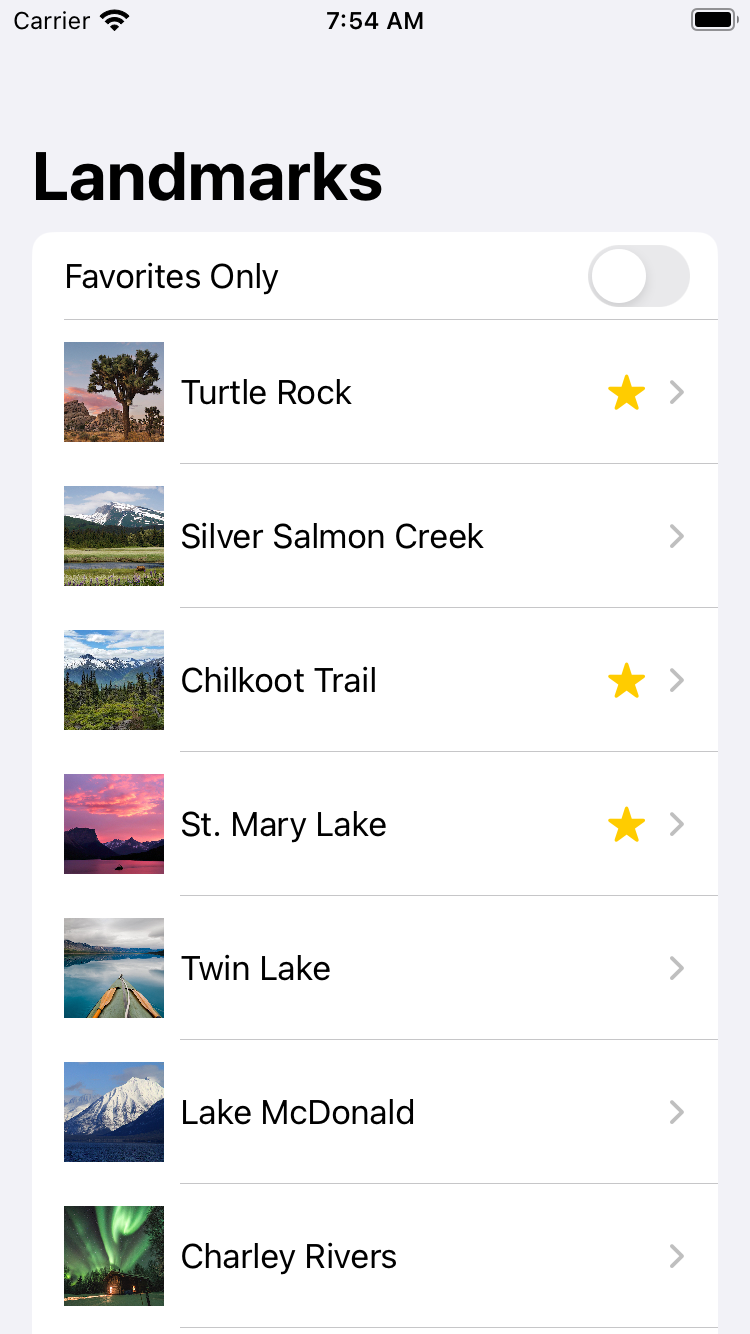 Carrier 7:54 AM
Landmarks
Favorites Only
Turtle Rock
Silver Salmon Creek
Chilkoot Trail
St. Mary Lake
Twin Lake
Lake McDonald
Charley Rivers